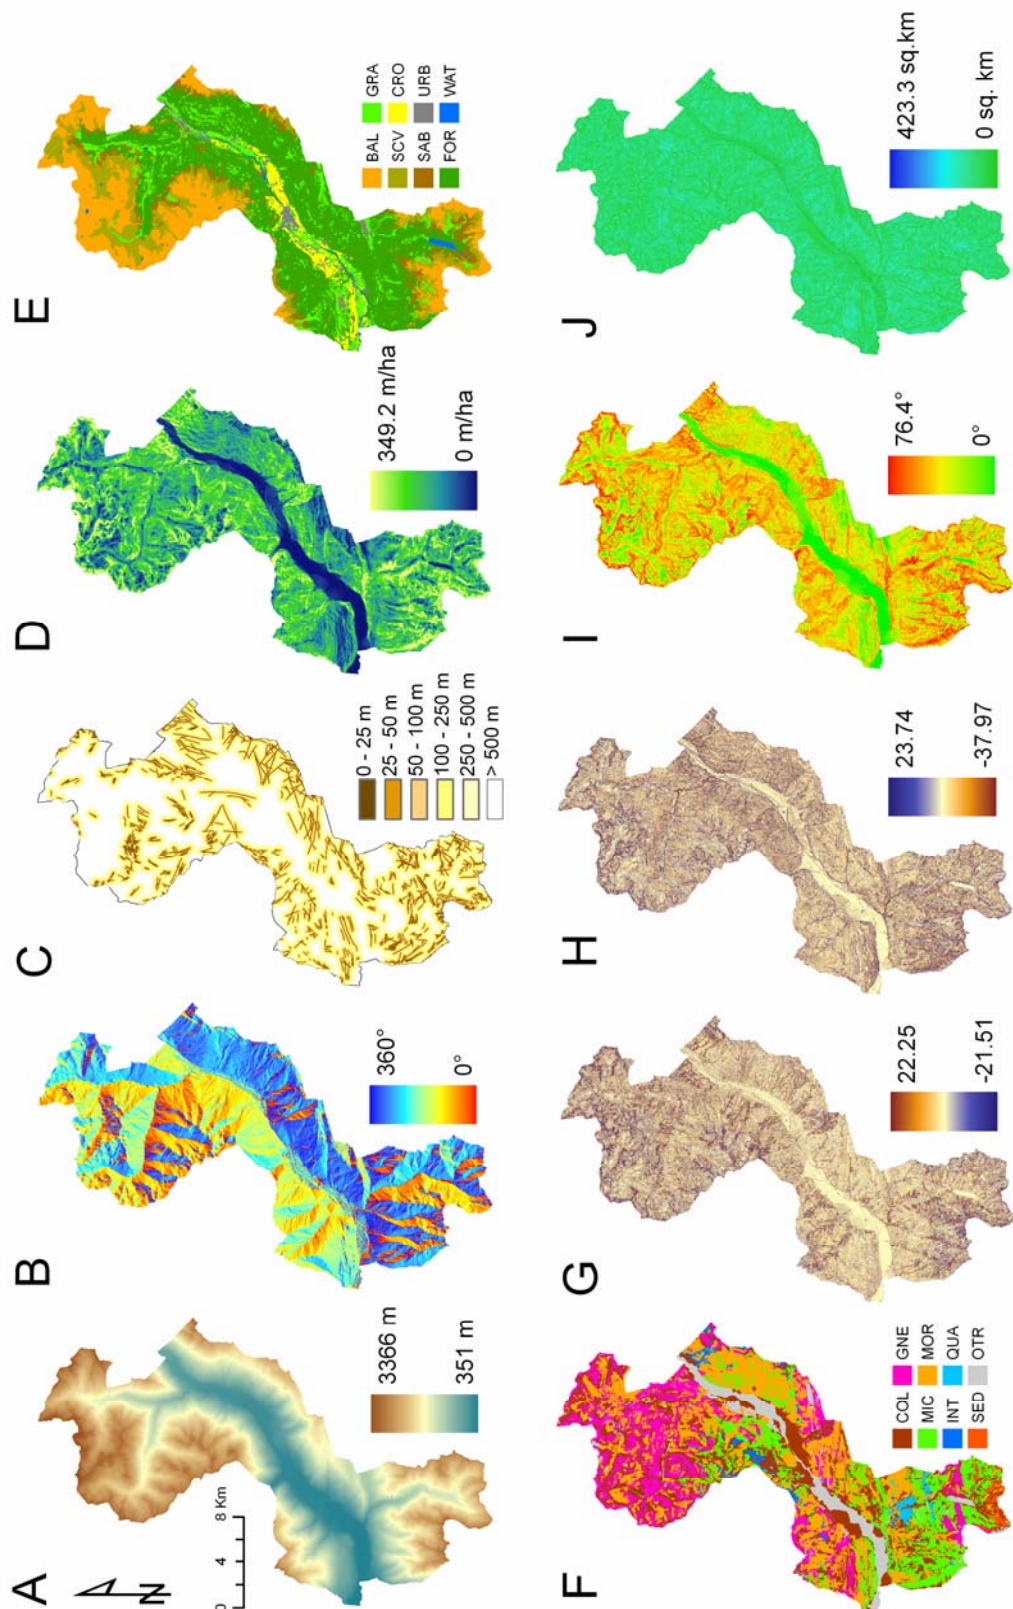 A
N
0 4 8 Km
3366 m
351 m
B
360°
0°
C
0 - 25 m
25 - 50 m
50 - 100 m
100 - 250 m
250 - 500 m
> 500 m
D
349.2 m/ha
0 m/ha
E
BAL GRA
SCV CRO
SAB URB
FOR WAT
F
COL GNE
MIC MOR
INT QUA
SED OTR
G
22.25
-21.51
H
23.74
-37.97
I
76.4°
0°
J
423.3 sq.km
0 sq. km